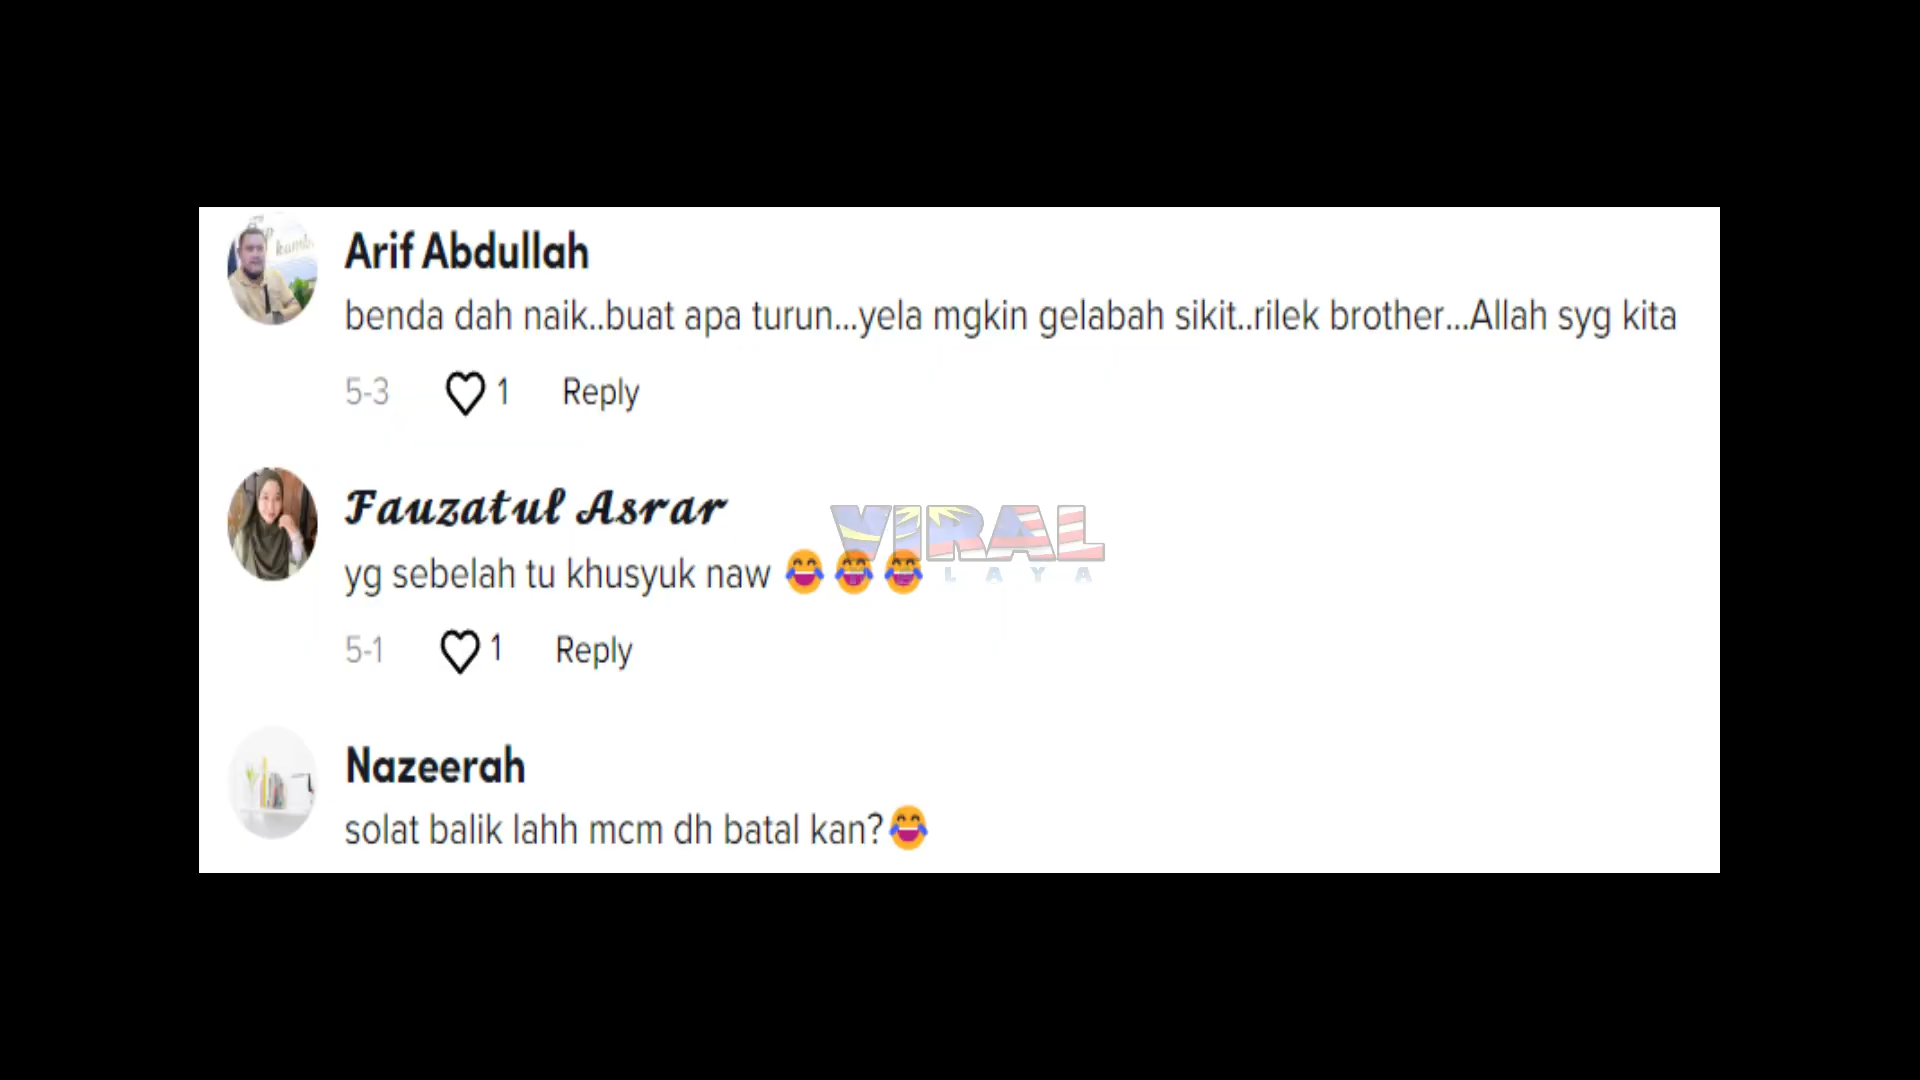 Arif Abdullah
benda dah naik..buat apa turun...yela mgkin gelabah sikit..rilek brother...Allah syg kita
5-3 1 Reply
Fauzatul Asrar
yg sebelah tu khusyuk naw 😂😂😂
5-1 1 Reply
VIRAL
Nazeerah
solat balik lahh mcm dh batal kan?😂